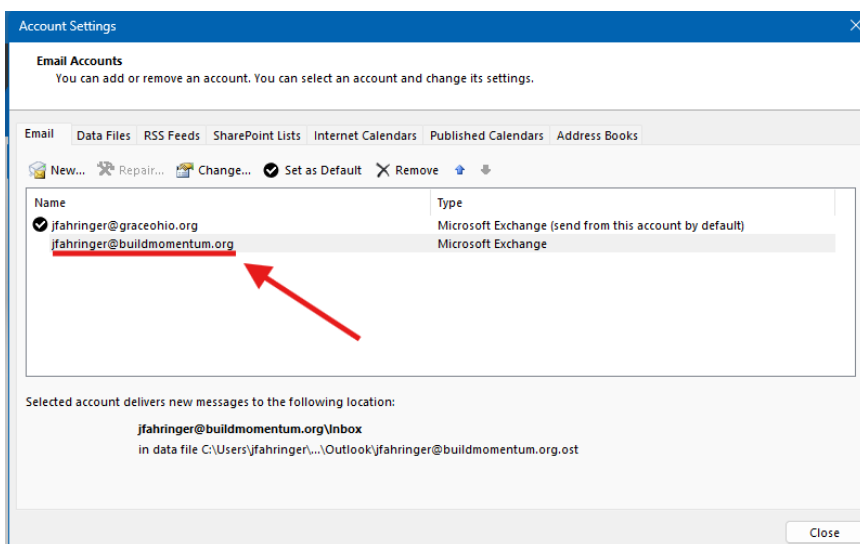 Account Settings
Email Accounts
You can add or remove an account. You can select an account and change its settings.
Email Data Files RSS Feeds SharePoint Lists Internet Calendars Published Calendars Address Books
New... Repair... Change... Set as Default Remove
Name Type
jfahringer@graceohio.org Microsoft Exchange (send from this account by default)
jfahringer@buildmomentum.org Microsoft Exchange
Selected account delivers new messages to the following location:
jfahringer@buildmomentum.org\Inbox
in data file C:\Users\jfahringer\...\Outlook\jfahringer@buildmomentum.org.ost
Close